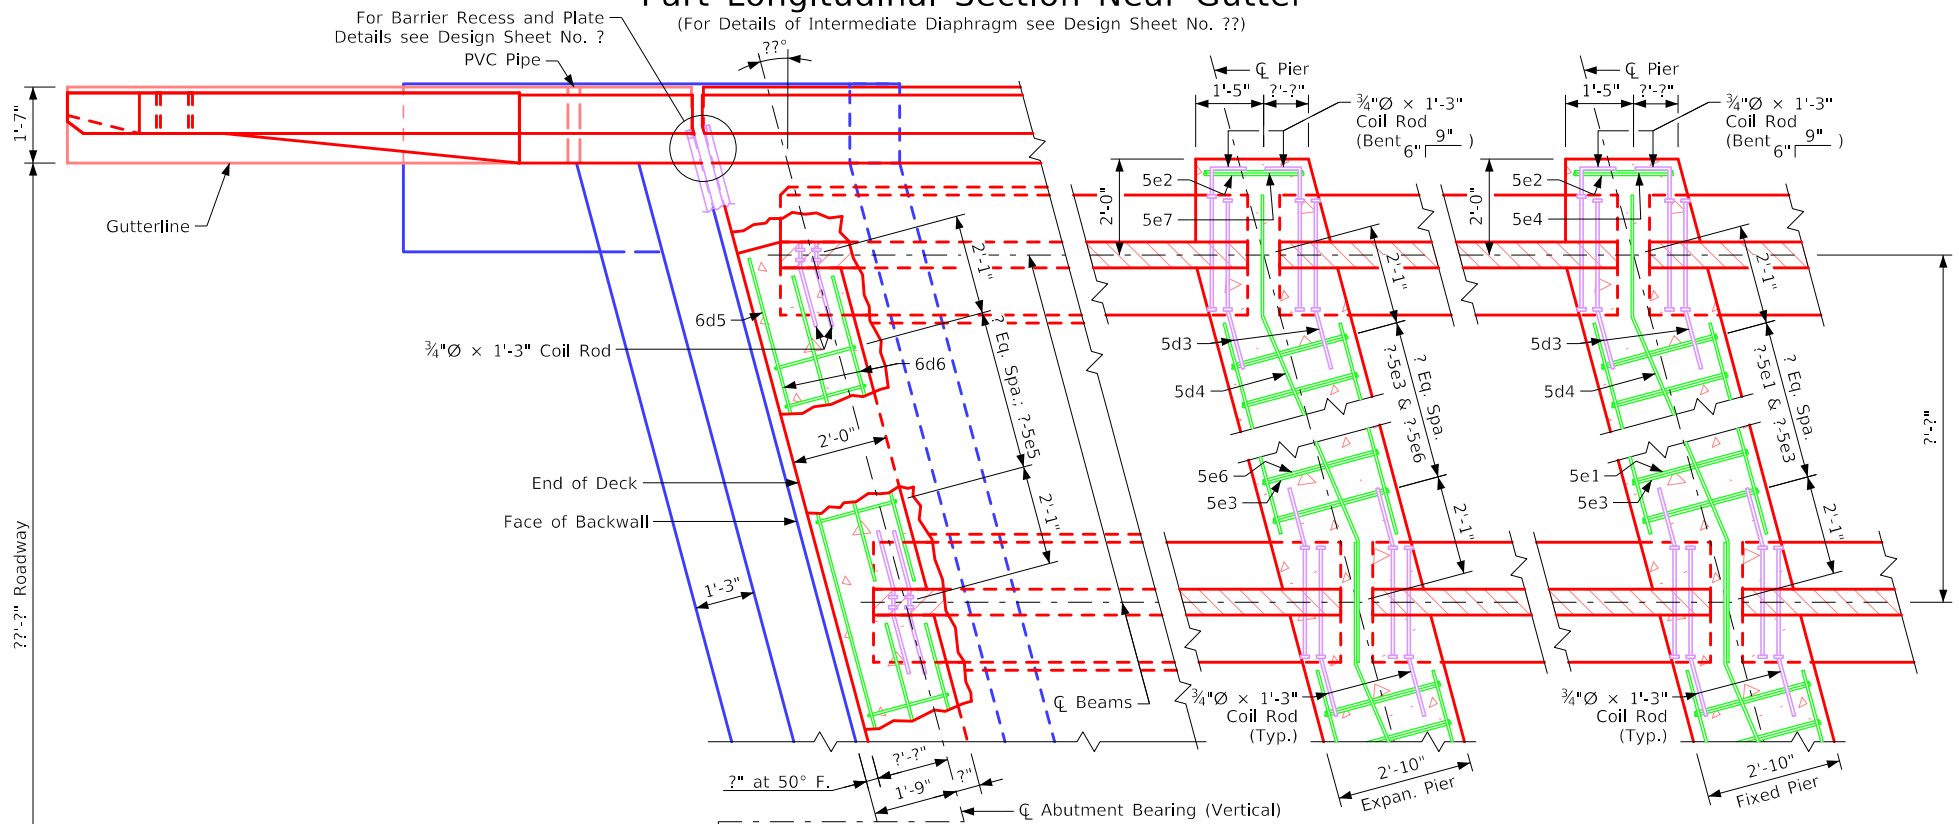 Part Longitudinal Section Near Gutter
(For Details of Intermediate Diaphragm see Design Sheet No. ??)
For Barrier Recess and Plate
Details see Design Sheet No. ?
PVC Pipe
??°
1'-7"
Gutterline
??'-?" Roadway
6d5
¾"Ø × 1'-3" Coil Rod
6d6
2'-1"
? Eq. Spa.; ?-5e5
2'-1"
2'-0"
End of Deck
Face of Backwall
1'-3"
℄ Beams
?" at 50° F.
?'-?"
1'-9"
?"
℄ Abutment Bearing (Vertical)
℄ Pier
1'-5"
?'-?"
¾"Ø × 1'-3"
Coil Rod
(Bent 6" 9" )
2'-0"
5e2
5e7
2'-1"
5d3
5d4
? Eq. Spa.
?-5e3 & ?-5e6
5e6
5e3
2'-1"
¾"Ø × 1'-3"
Coil Rod
(Typ.)
2'-10"
Expan. Pier
℄ Pier
1'-5"
?'-?"
¾"Ø × 1'-3"
Coil Rod
(Bent 6" 9" )
2'-0"
5e2
5e4
2'-1"
5d3
5d4
? Eq. Spa.
?-5e1 & ?-5e3
5e1
5e3
2'-1"
¾"Ø × 1'-3"
Coil Rod
(Typ.)
2'-10"
Fixed Pier
?'-?"